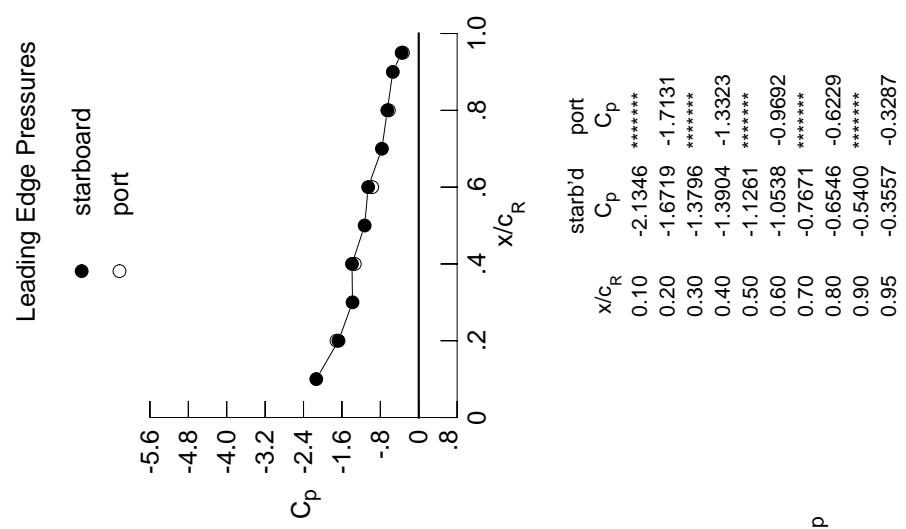 Leading Edge Pressures
starboard
port
-5.6
-4.8
-4.0
-3.2
-2.4
-1.6
-.8
0
.8
Cp
0 .2 .4 .6 .8 1.0
x/cR
x/cR starb'd Cp port Cp
0.10 -2.1346 *******
0.20 -1.6719 -1.7131
0.30 -1.3796 *******
0.40 -1.3904 -1.3323
0.50 -1.1261 *******
0.60 -1.0538 -0.9692
0.70 -0.7671 *******
0.80 -0.6546 -0.6229
0.90 -0.5400 *******
0.95 -0.3557 -0.3287
p